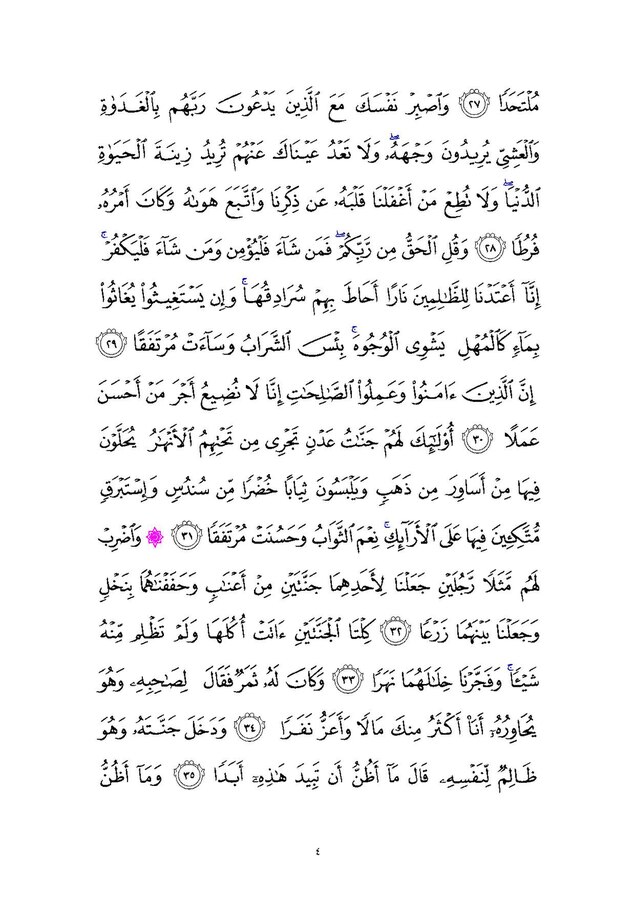 مُلۡتَحَدٗا ٢٧ وَٱصۡبِرۡ نَفۡسَكَ مَعَ ٱلَّذِينَ يَدۡعُونَ رَبَّهُم بِٱلۡغَدَوٰةِ
وَٱلۡعَشِيِّ يُرِيدُونَ وَجۡهَهُۥۖ وَلَا تَعۡدُ عَيۡنَاكَ عَنۡهُمۡ تُرِيدُ زِينَةَ ٱلۡحَيَوٰةِ
ٱلدُّنۡيَاۖ وَلَا تُطِعۡ مَنۡ أَغۡفَلۡنَا قَلۡبَهُۥ عَن ذِكۡرِنَا وَٱتَّبَعَ هَوَىٰهُ وَكَانَ أَمۡرُهُۥ
فُرُطٗا ٢٨ وَقُلِ ٱلۡحَقُّ مِن رَّبِّكُمۡۖ فَمَن شَآءَ فَلۡيُؤۡمِن وَمَن شَآءَ فَلۡيَكۡفُرۡۚ
إِنَّآ أَعۡتَدۡنَا لِلظَّٰلِمِينَ نَارًا أَحَاطَ بِهِمۡ سُرَادِقُهَاۚ وَإِن يَسۡتَغِيثُواْ يُغَاثُواْ
بِمَآءٖ كَٱلۡمُهۡلِ يَشۡوِي ٱلۡوُجُوهَۚ بِئۡسَ ٱلشَّرَابُ وَسَآءَتۡ مُرۡتَفَقًا ٢٩
إِنَّ ٱلَّذِينَ ءَامَنُواْ وَعَمِلُواْ ٱلصَّٰلِحَٰتِ إِنَّا لَا نُضِيعُ أَجۡرَ مَنۡ أَحۡسَنَ
عَمَلًا ٣٠ أُوْلَٰٓئِكَ لَهُمۡ جَنَّٰتُ عَدۡنٖ تَجۡرِي مِن تَحۡتِهِمُ ٱلۡأَنۡهَٰرُ يُحَلَّوۡنَ
فِيهَا مِنۡ أَسَاوِرَ مِن ذَهَبٖ وَيَلۡبَسُونَ ثِيَابًا خُضۡرٗا مِّن سُندُسٖ وَإِسۡتَبۡرَقٖ
مُّتَّكِـِٔينَ فِيهَا عَلَى ٱلۡأَرَآئِكِۚ نِعۡمَ ٱلثَّوَابُ وَحَسُنَتۡ مُرۡتَفَقٗا ٣١ ۞ وَٱضۡرِبۡ
لَهُم مَّثَلٗا رَّجُلَيۡنِ جَعَلۡنَا لِأَحَدِهِمَا جَنَّتَيۡنِ مِنۡ أَعۡنَٰبٖ وَحَفَفۡنَٰهُمَا بِنَخۡلٖ
وَجَعَلۡنَا بَيۡنَهُمَا زَرۡعٗا ٣٢ كِلۡتَا ٱلۡجَنَّتَيۡنِ ءَاتَتۡ أُكُلَهَا وَلَمۡ تَظۡلِم مِّنۡهُ
شَيۡـٔٗاۚ وَفَجَّرۡنَا خِلَٰلَهُمَا نَهَرٗا ٣٣ وَكَانَ لَهُۥ ثَمَرٞ فَقَالَ لِصَٰحِبِهِۦ وَهُوَ
يُحَاوِرُهُۥٓ أَنَا۠ أَكۡثَرُ مِنكَ مَالٗا وَأَعَزُّ نَفَرٗا ٣٤ وَدَخَلَ جَنَّتَهُۥ وَهُوَ
ظَالِمٞ لِّنَفۡسِهِۦ قَالَ مَآ أَظُنُّ أَن تَبِيدَ هَٰذِهِۦٓ أَبَدٗا ٣٥ وَمَآ أَظُنُّ
٤